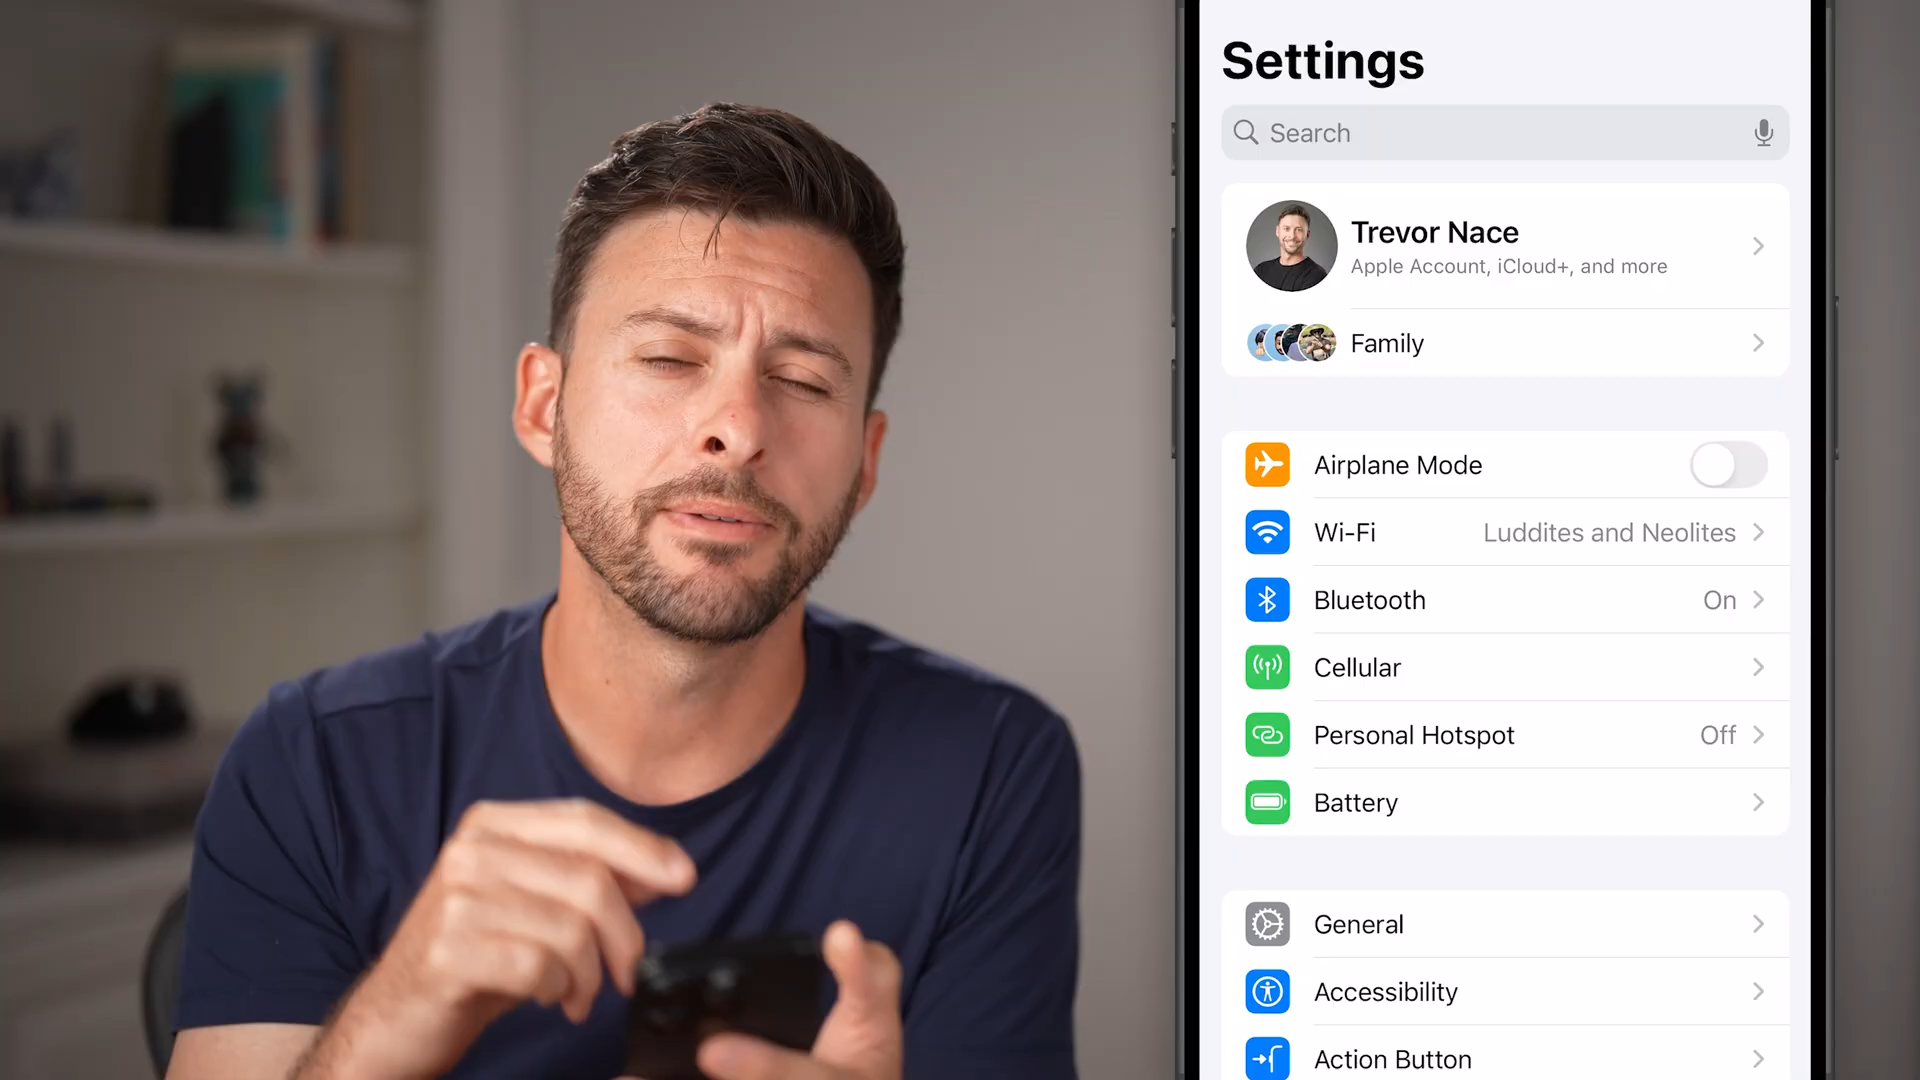 Settings
Search
Trevor Nace
Apple Account, iCloud+, and more
Family
Airplane Mode
Wi-Fi Luddites and Neolites
Bluetooth On
Cellular
Personal Hotspot Off
Battery
General
Accessibility
Action Button